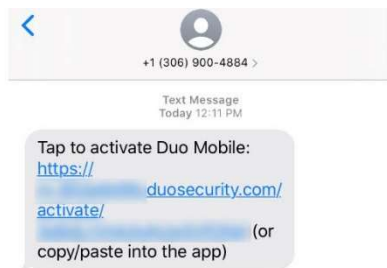 +1 (306) 900-4884 >
Text Message
Today 12:11 PM
Tap to activate Duo Mobile:
https://
duosecurity.com/
activate/
(or
copy/paste into the app)